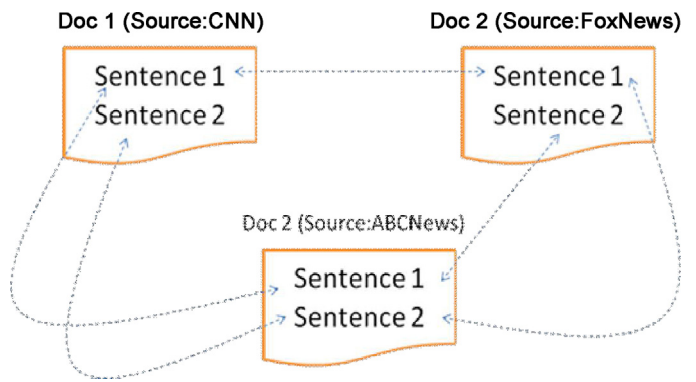 Doc 1 (Source:CNN)
Sentence 1
Sentence 2
Doc 2 (Source:FoxNews)
Sentence 1
Sentence 2
Doc 2 (Source:ABCNews)
Sentence 1
Sentence 2